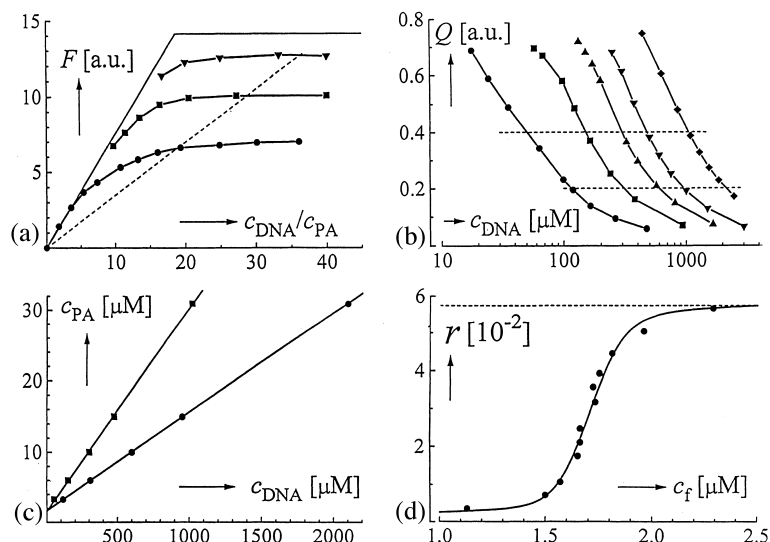 15
F [a.u.]
10
5
(a)
c_DNA/c_PA
10 20 30 40
0.8
Q [a.u.]
0.6
0.4
0.2
(b)
c_DNA [μM]
10 100 1000
30
c_PA [μM]
20
10
(c)
c_DNA [μM]
500 1000 1500 2000
6
r [10^-2]
4
2
(d)
c_f [μM]
1.0 1.5 2.0 2.5